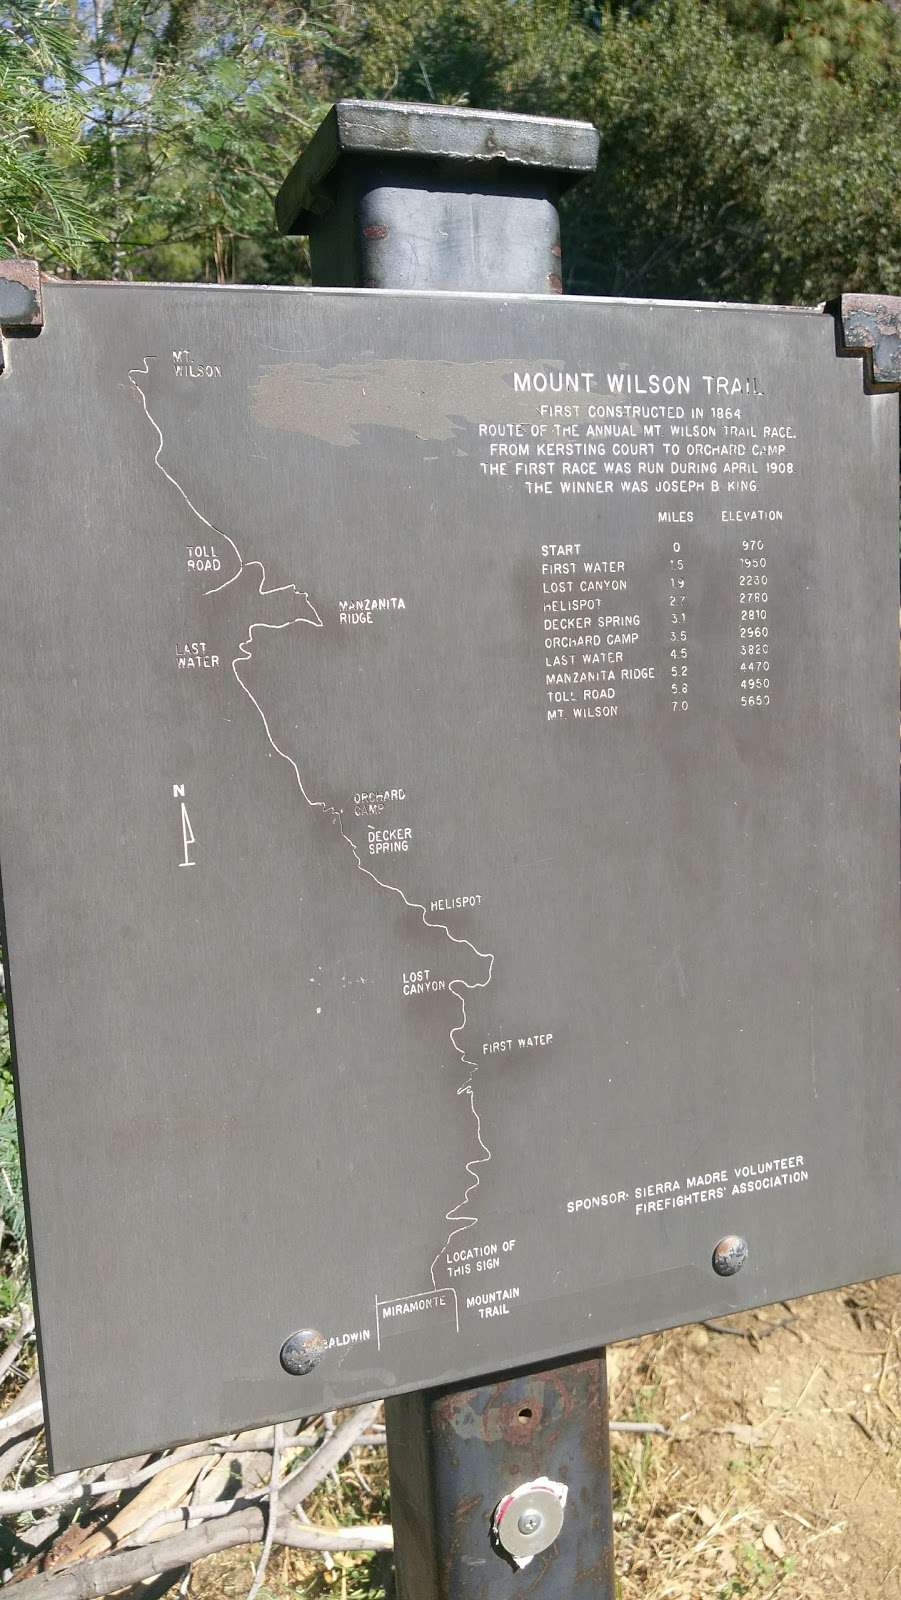 MOUNT WILSON TRAIL
FIRST CONSTRUCTED IN 1864
ROUTE OF THE ANNUAL MT. WILSON TRAIL RACE.
FROM KERSTING COURT TO ORCHARD CAMP
THE FIRST RACE WAS RUN DURING APRIL 1908
THE WINNER WAS JOSEPH B KING
MILES ELEVATION
START 0 970
FIRST WATER 1.5 1950
LOST CANYON 1.9 2230
HELISPOT 2.7 2780
DECKER SPRING 3.1 2810
ORCHARD CAMP 3.5 2960
LAST WATER 4.5 3820
MANZANITA RIDGE 5.2 4470
TOLL ROAD 5.8 4950
MT. WILSON 7.0 5650
MT.
WILSON
TOLL
ROAD
MANZANITA
RIDGE
LAST
WATER
N
ORCHARD
CAMP
DECKER
SPRING
HELISPOT
LOST
CANYON
FIRST WATER
SPONSOR: SIERRA MADRE VOLUNTEER
FIREFIGHTERS' ASSOCIATION
LOCATION OF
THIS SIGN
MIRAMONTE
MOUNTAIN
TRAIL
BALDWIN